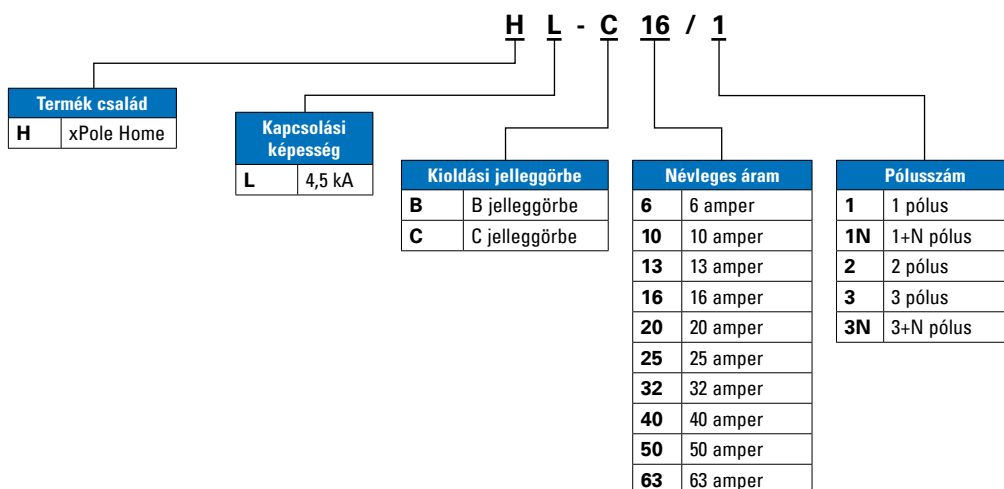 H L - C 16 / 1
Termék család
H xPole Home
Kapcsolási
képesség
L 4,5 kA
Kioldási jelleggörbe
B B jelleggörbe
C C jelleggörbe
Névleges áram
6 6 amper
10 10 amper
13 13 amper
16 16 amper
20 20 amper
25 25 amper
32 32 amper
40 40 amper
50 50 amper
63 63 amper
Pólusszám
1 1 pólus
1N 1+N pólus
2 2 pólus
3 3 pólus
3N 3+N pólus